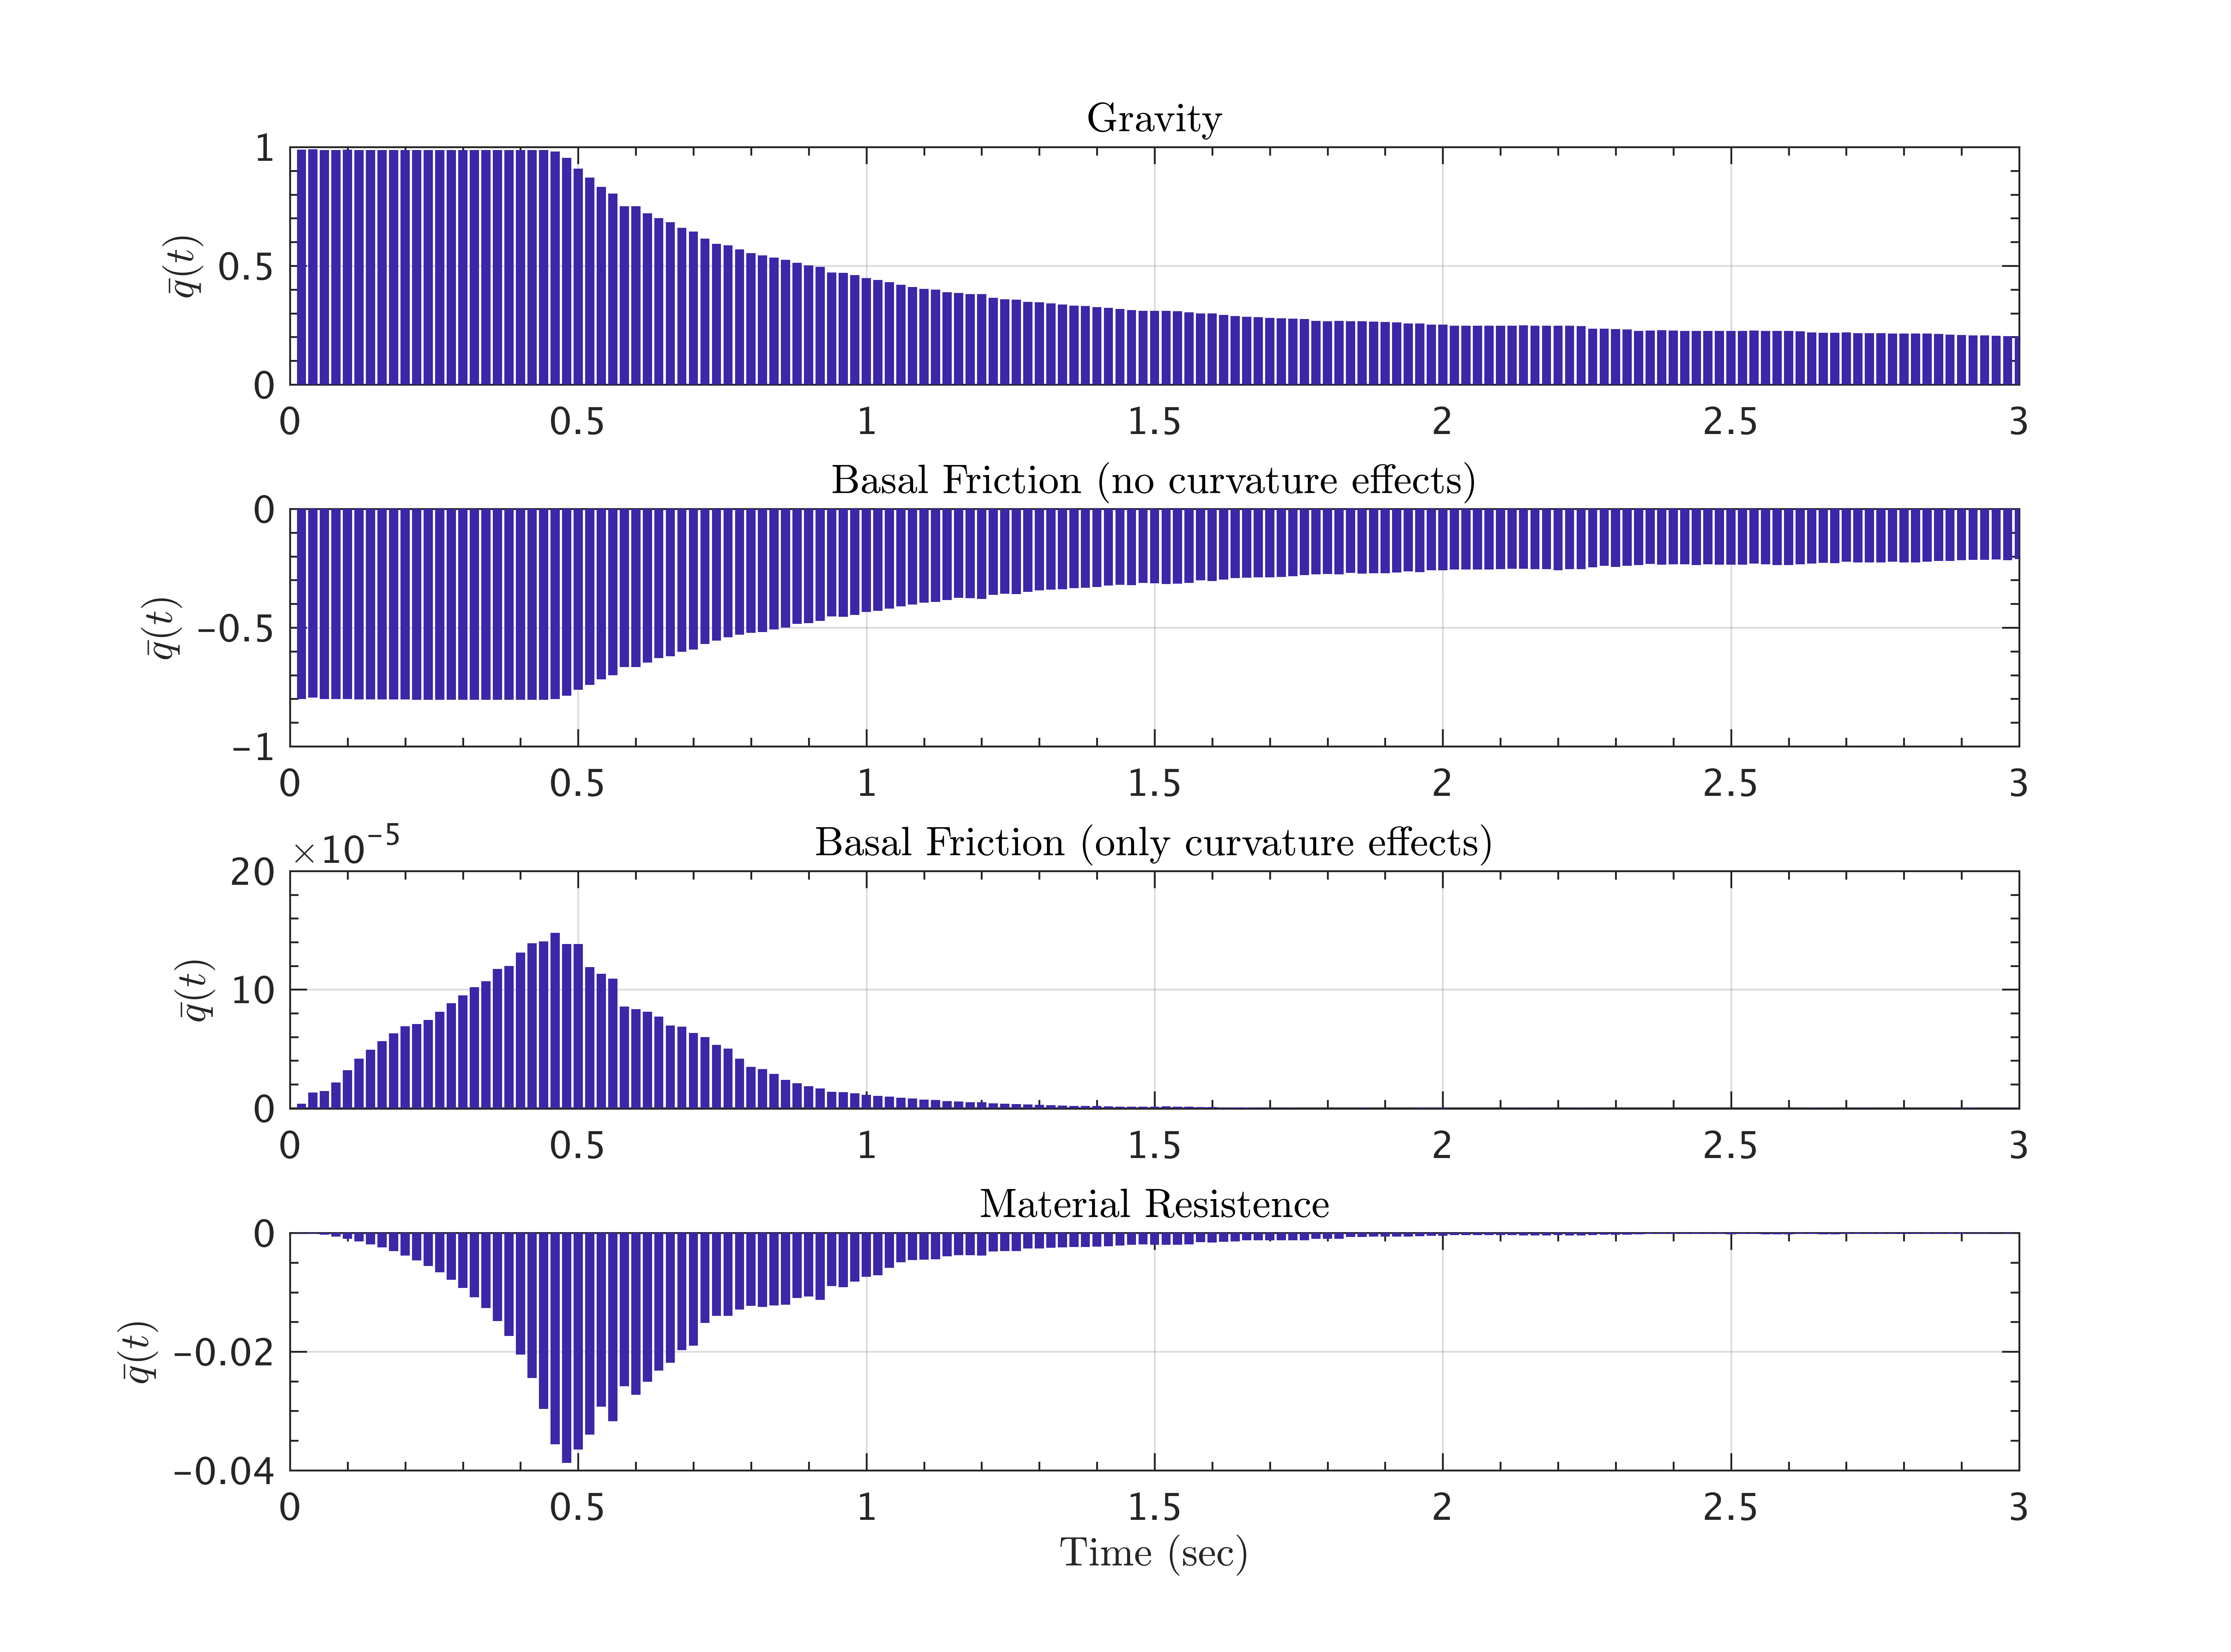 Gravity
1
0.5
0
q̄(t)
0 0.5 1 1.5 2 2.5 3
Basal Friction (no curvature effects)
0
−0.5
−1
q̄(t)
0 0.5 1 1.5 2 2.5 3
Basal Friction (only curvature effects)
×10⁻⁵
20
10
0
q̄(t)
0 0.5 1 1.5 2 2.5 3
Material Resistence
0
−0.02
−0.04
q̄(t)
0 0.5 1 1.5 2 2.5 3
Time (sec)